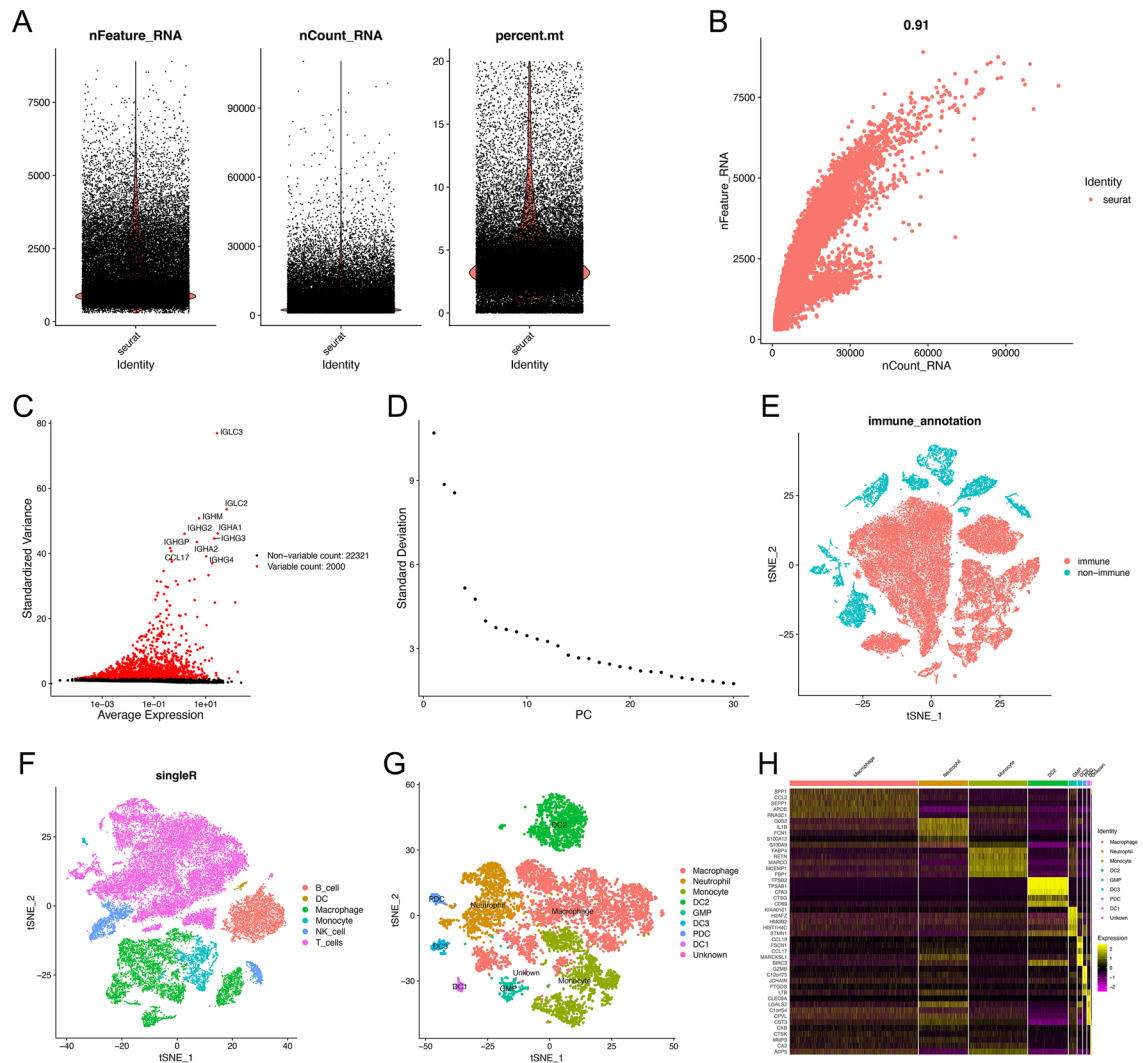 A
nFeature_RNA
7500
5000
2500
0
seurat
Identity
nCount_RNA
90000
60000
30000
0
seurat
Identity
percent.mt
20
15
10
5
0
seurat
Identity
B
0.91
nFeature_RNA
7500
5000
2500
0
0
30000
60000
90000
nCount_RNA
Identity
seurat
C
Standardized Variance
80
60
40
20
0
IGLC3
IGLC2
IGHM
IGHG2
IGHA1
IGHG3
IGHGP
IGHA2
CCL17
IGHG4
1e-03
1e-01
1e+01
Average Expression
Non-variable count: 22321
Variable count: 2000
D
Standard Deviation
9
6
3
0
10
20
30
PC
E
immune_annotation
tSNE_2
25
0
−25
−25
0
25
tSNE_1
immune
non-immune
F
singleR
tSNE_2
25
0
−25
−40
−20
0
20
40
tSNE_1
B_cell
DC
Macrophage
Monocyte
NK_cell
T_cells
G
tSNE_2
60
30
0
−30
−50
−25
0
25
50
tSNE_1
DC2
PDC
Neutrophil
Macrophage
DC3
Unkown
Monocyte
DC1
GMP
Macrophage
Neutrophil
Monocyte
DC2
GMP
DC3
PDC
DC1
Unknown
H
Macrophage
Neutrophil
Monocyte
DC2
GMP
SPP1
CCL2
SEPP1
APOE
RNASE1
G0S2
IL1B
FCN1
S100A12
S100A9
FABP4
RETN
MARCO
MCEMP1
FBP1
TPSB2
TPSAB1
CPA3
CTSG
CD69
KIAA0101
H2AFZ
HMGB2
HIST1H4C
STMN1
CCL19
FSCN1
CCL17
MARCKSL1
BIRC3
GZMB
C12orf75
JCHAIN
PTGDS
LTB
CLEC9A
LGALS2
C1orf54
CPVL
CST3
CKB
CTSK
MMP9
CA2
ACP5
Identity
Macrophage
Neutrophil
Monocyte
DC2
GMP
DC3
PDC
DC1
Unkown
Expression
2
1
0
−1
−2